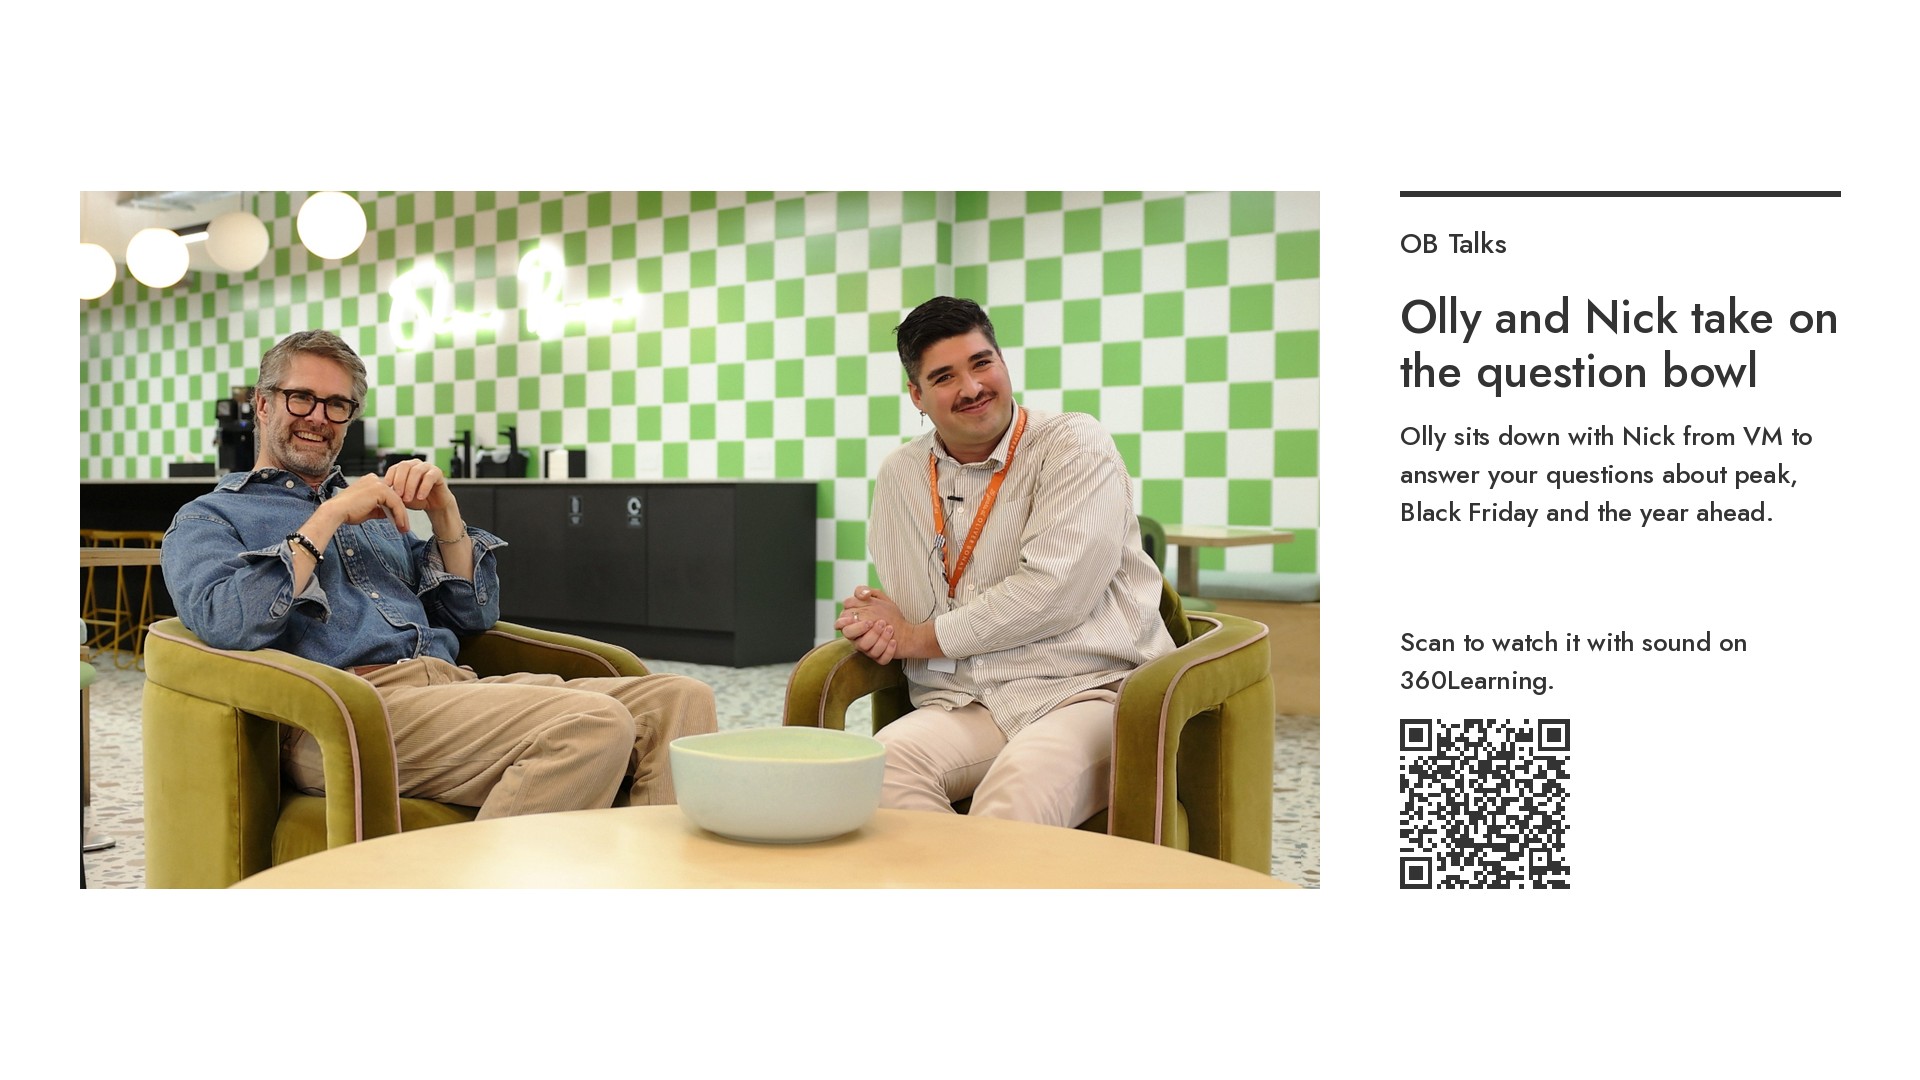 OB Talks
Olly and Nick take on
the question bowl
Olly sits down with Nick from VM to
answer your questions about peak,
Black Friday and the year ahead.
Scan to watch it with sound on
360Learning.